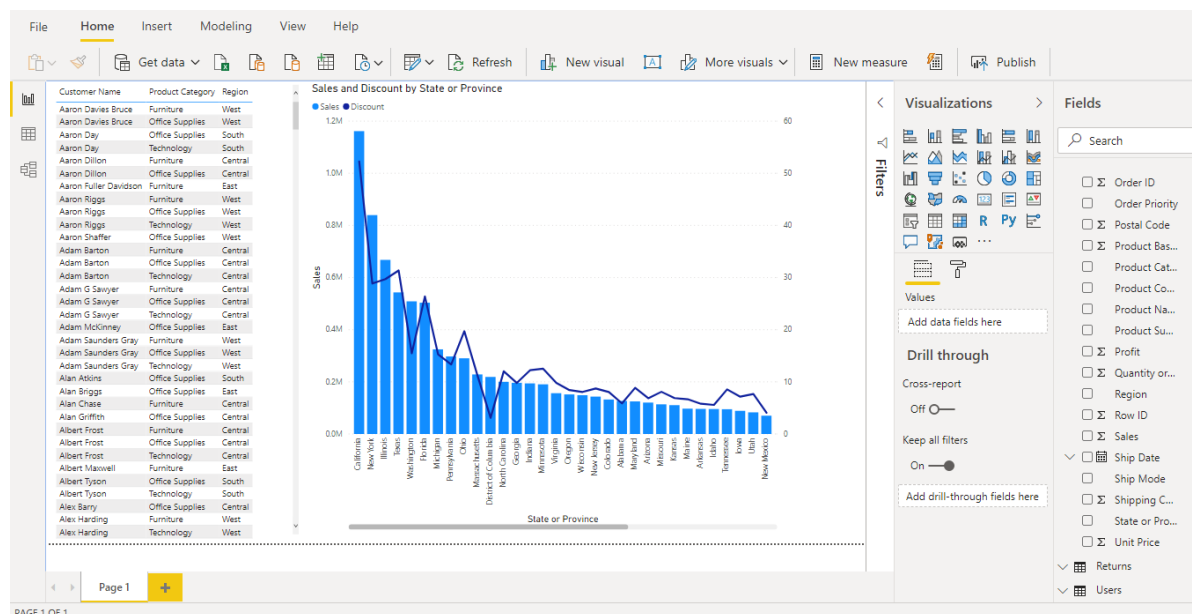 File Home Insert Modeling View Help
Get data Refresh New visual A More visuals New measure Publish
Customer Name Product Category Region
Aaron Davies Bruce Furniture West
Aaron Davies Bruce Office Supplies West
Aaron Day Office Supplies South
Aaron Day Technology South
Aaron Dillon Furniture Central
Aaron Dillon Office Supplies Central
Aaron Fuller Davidson Furniture East
Aaron Riggs Furniture West
Aaron Riggs Office Supplies West
Aaron Riggs Technology West
Aaron Shaffer Office Supplies West
Adam Barton Furniture Central
Adam Barton Office Supplies Central
Adam Barton Technology Central
Adam G Sawyer Furniture Central
Adam G Sawyer Office Supplies Central
Adam G Sawyer Technology Central
Adam McKinney Office Supplies East
Adam Saunders Gray Furniture West
Adam Saunders Gray Office Supplies West
Adam Saunders Gray Technology West
Alan Atkins Office Supplies South
Alan Briggs Office Supplies East
Alan Chase Furniture Central
Alan Griffith Office Supplies Central
Albert Frost Furniture Central
Albert Frost Office Supplies Central
Albert Frost Technology Central
Albert Maxwell Furniture East
Albert Tyson Office Supplies South
Albert Tyson Technology South
Alex Barry Office Supplies Central
Alex Harding Furniture West
Alex Harding Technology West
Sales and Discount by State or Province
Sales Discount
1.2M
1.0M
0.8M
0.6M
0.4M
0.2M
0.0M
Sales
60
50
40
30
20
10
0
California
New York
Illinois
Texas
Washington
Florida
Michigan
Pennsylvania
Ohio
Massachusetts
District of Columbia
North Carolina
Georgia
Indiana
Minnesota
Virginia
Oregon
Wisconsin
New Jersey
Colorado
Alabama
Maryland
Arizona
Missouri
Kansas
Maine
Arkansas
Idaho
Tennessee
Iowa
Utah
New Mexico
State or Province
Filters
Visualizations
R Py
Values
Add data fields here
Drill through
Cross-report
Off
Keep all filters
On
Add drill-through fields here
Fields
Search
Σ Order ID
Order Priority
Σ Postal Code
Σ Product Bas...
Product Cat...
Product Co...
Product Na...
Product Su...
Σ Profit
Σ Quantity or...
Region
Σ Row ID
Σ Sales
Ship Date
Ship Mode
Σ Shipping C...
State or Pro...
Σ Unit Price
Returns
Users
Page 1 +
PAGE 1 OF 1